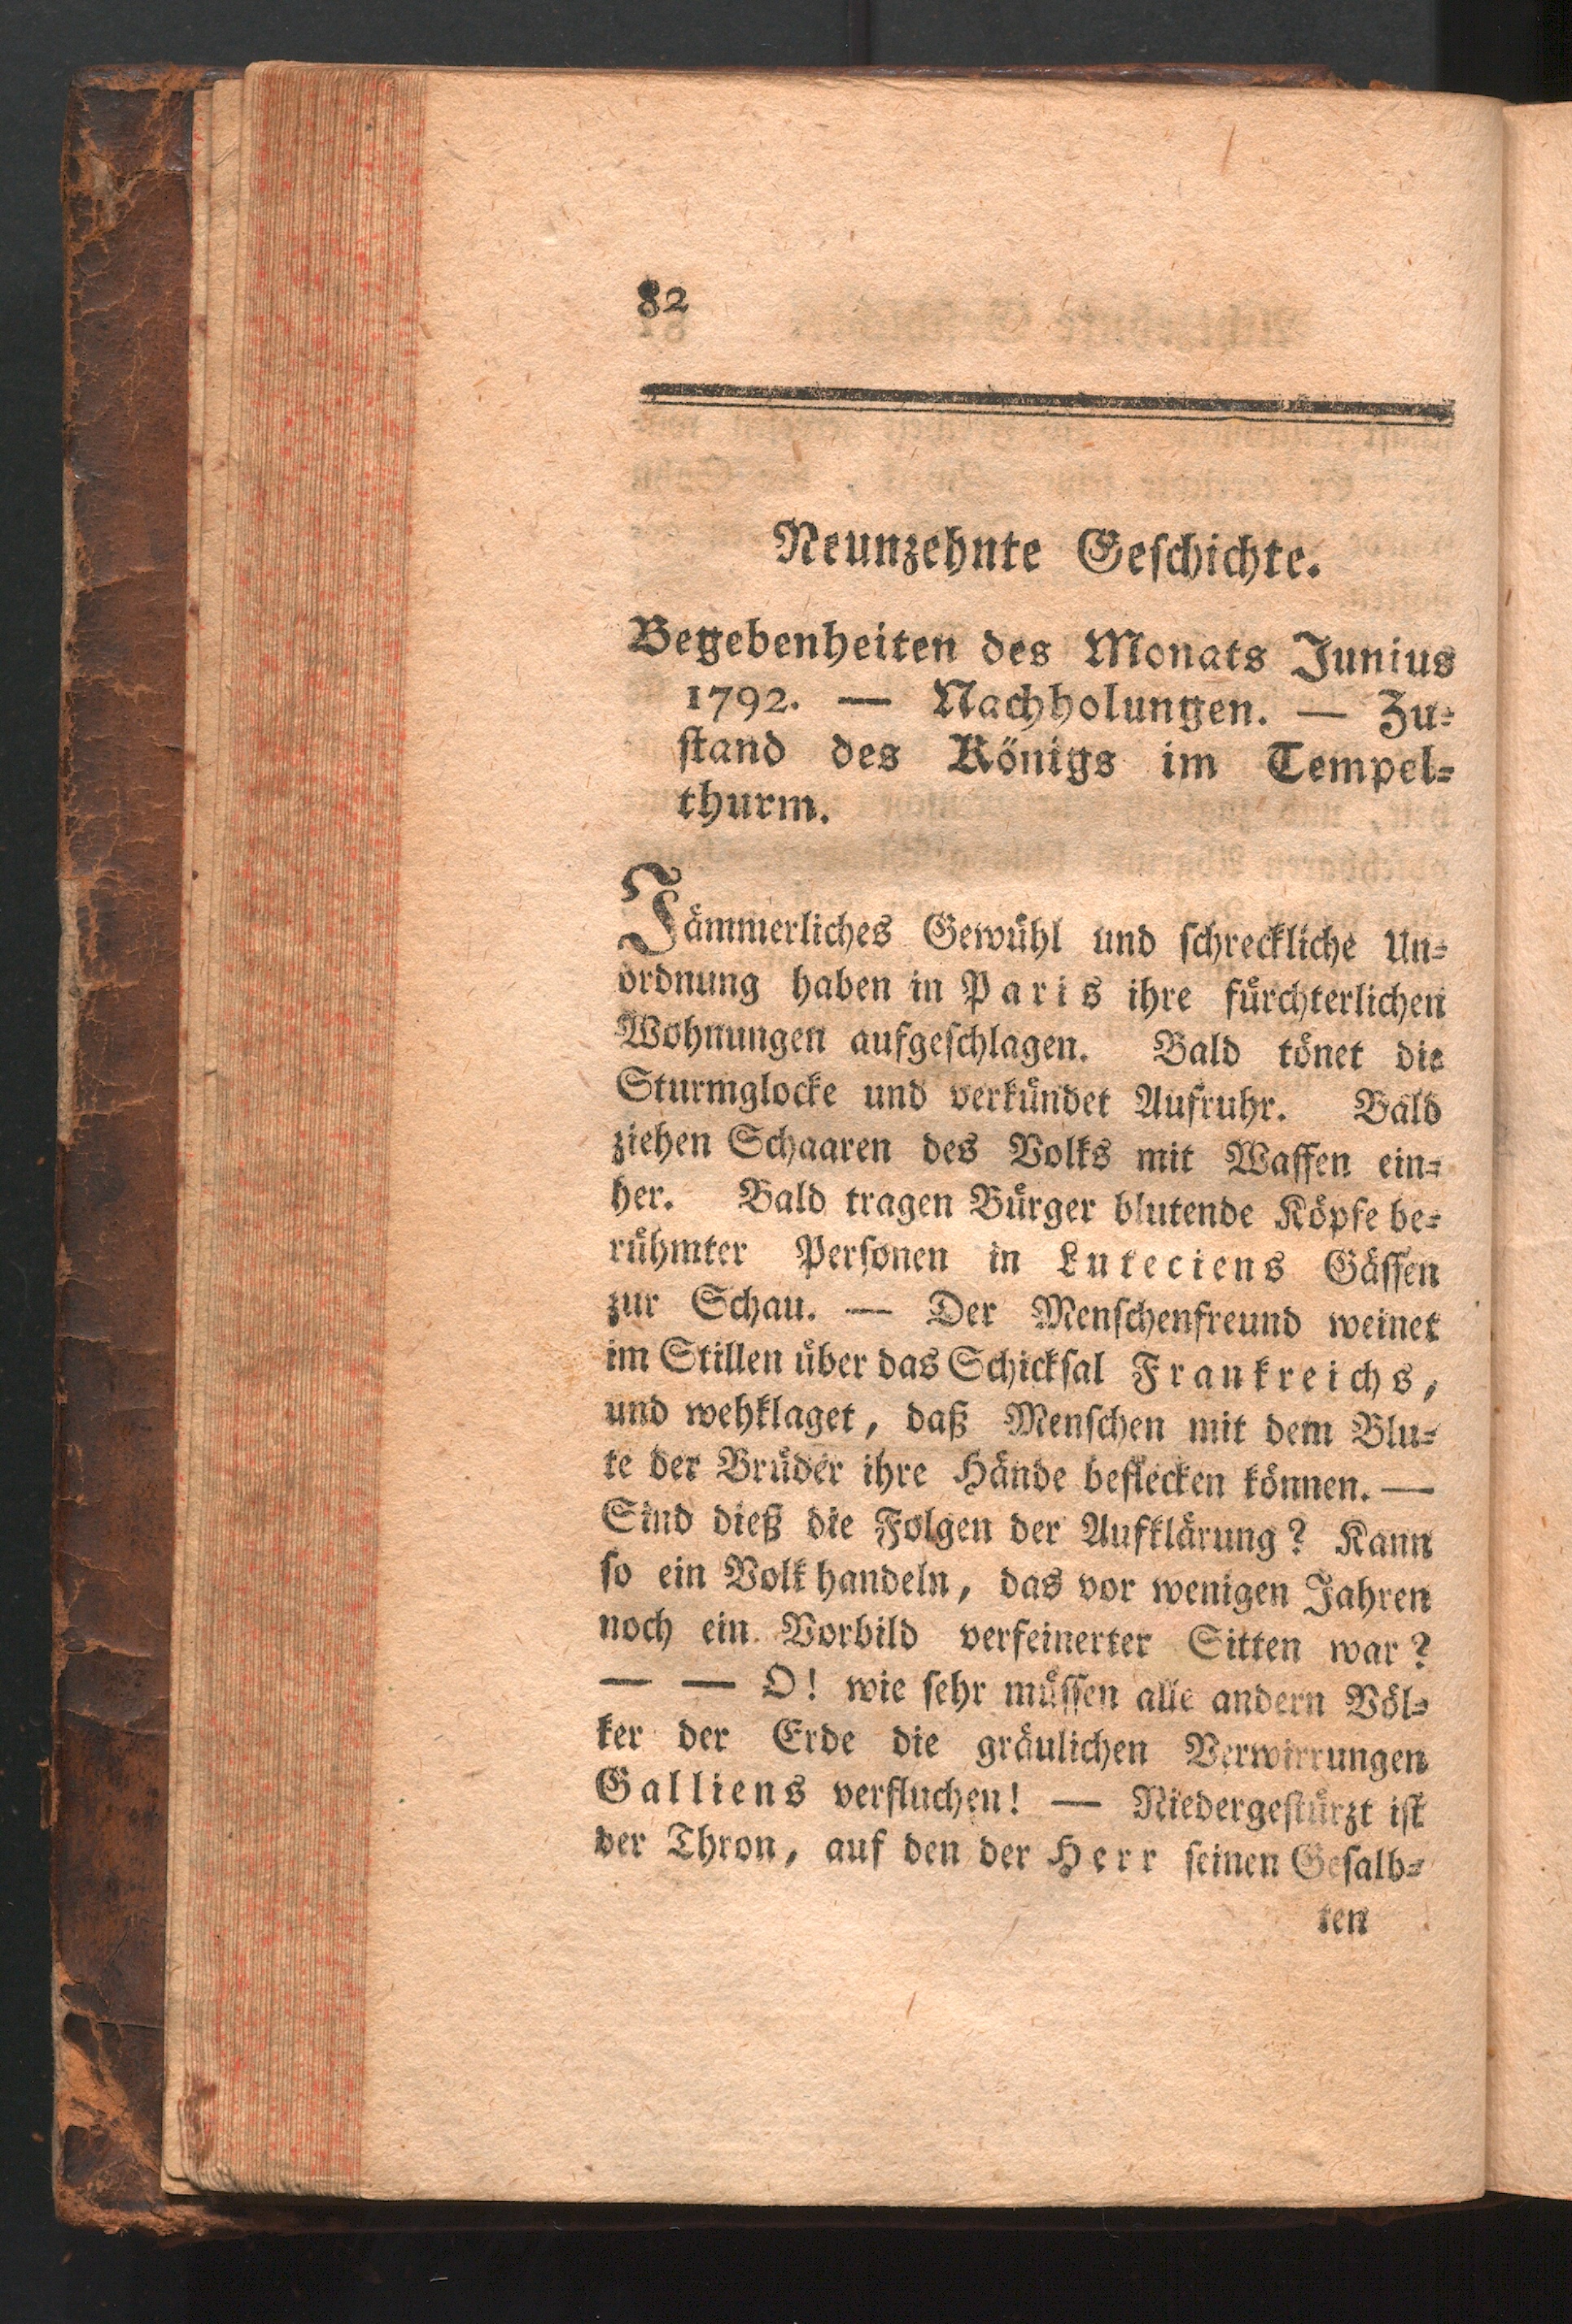 82
Neunzehnte Geschichte.
Begebenheiten des Monats Junius
1792. — Nachholungen. — Zu-
stand des Königs im Tempel-
thurm.
Jämmerliches Gewühl und schreckliche Un-
ordnung haben in Paris ihre fürchterlichen
Wohnungen aufgeschlagen. Bald tönet die
Sturmglocke und verkündet Aufruhr. Bald
ziehen Schaaren des Volks mit Waffen ein-
her. Bald tragen Bürger blutende Köpfe be-
rühmter Personen in Luteciens Gässen
zur Schau. — Der Menschenfreund weinet
im Stillen über das Schicksal Frankreichs,
und wehklaget, daß Menschen mit dem Blu-
te der Brüder ihre Hände beflecken können. —
Sind dieß die Folgen der Aufklärung? Kann
so ein Volk handeln, das vor wenigen Jahren
noch ein Vorbild verfeinerter Sitten war?
— — O! wie sehr müssen alle andern Völ-
ker der Erde die gräulichen Verwirrungen
Galliens verfluchen! — Niedergestürzt ist
der Thron, auf den der Herr seinen Gesalb-
ten